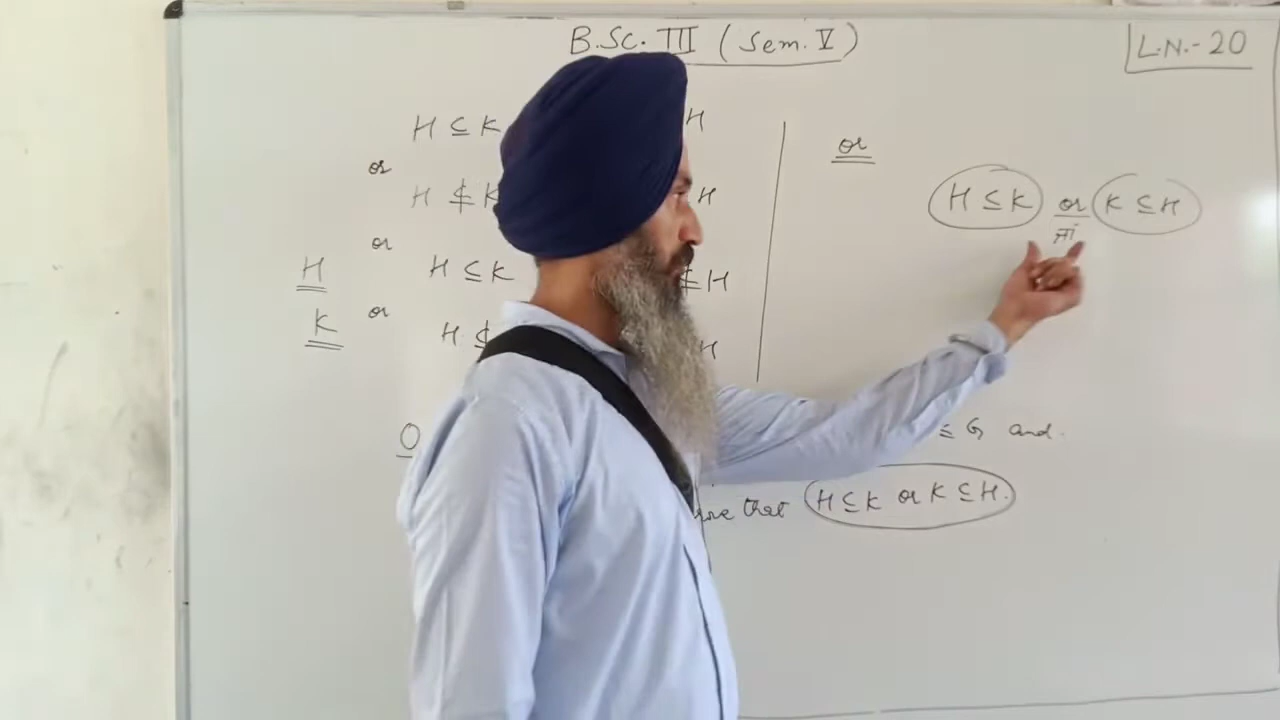 B.Sc. III (Sem. V)
L.N.-20
H ⊆ K H
or
H ⊈ K H
or
H ⊆ K ⊈ H
or
H
K
H H
or
H ⊆ K or K ⊆ H
ਜਾਂ
≤ G and
that H ⊆ K or K ⊆ H.